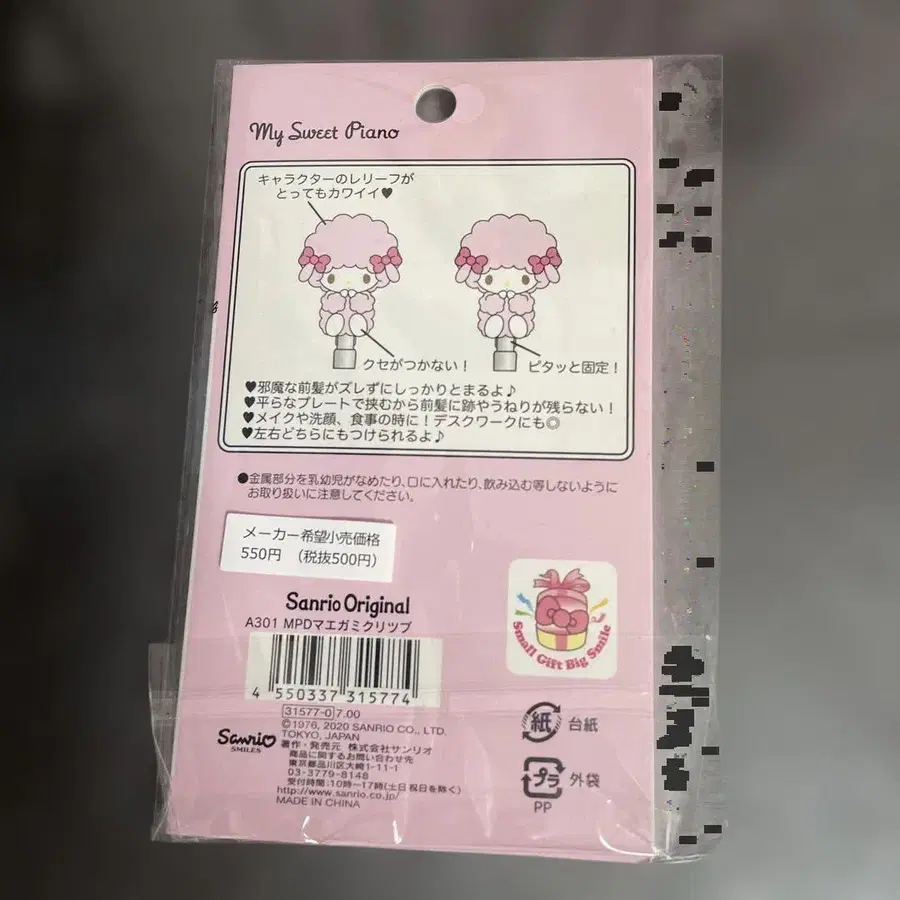 My Sweet Piano
キャラクターのレリーフが
とってもカワイイ♥
クセがつかない!
ピタッと固定!
♥邪魔な前髪がズレずにしっかりとまるよ♪
♥平らなプレートで挟むから前髪に跡やうねりが残らない!
♥メイクや洗顔、食事の時に!デスクワークにも◎
♥左右どちらにもつけられるよ♪
●金属部分を乳幼児がなめたり、口に入れたり、飲み込む等しないように
お取り扱いに注意してください。
メーカー希望小売価格
550円 (税抜500円)
Sanrio Original
A301 MPDマエガミクリツプ
4 550337 315774
31577-0 7.00
©1976, 2020 SANRIO CO., LTD.
TOKYO, JAPAN
著作・発売元 株式会社サンリオ
商品に関するお問い合わせ先
東京都品川区大崎1-11-1
03-3779-8148
受付時間:10時~17時(土日祝日を除く)
http://www.sanrio.co.jp/
MADE IN CHINA
Sanrio
SMILES
Small Gift Big Smile
紙 台紙
プラ 外袋
PP